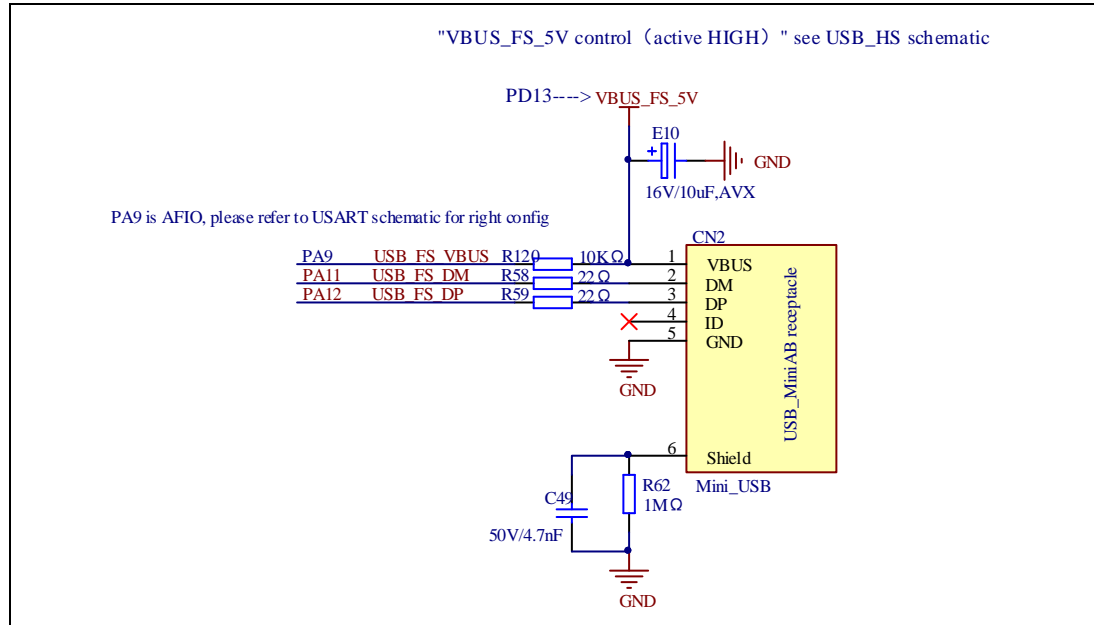 "VBUS_FS_5V control（active HIGH）" see USB_HS schematic
PD13----> VBUS_FS_5V
E10
+
GND
16V/10uF,AVX
PA9 is AFIO, please refer to USART schematic for right config
CN2
PA9 USB_FS_VBUS R120 10KΩ 1 VBUS
PA11 USB_FS_DM R58 22Ω 2 DM
PA12 USB_FS_DP R59 22Ω 3 DP
4 ID
5 GND
GND
USB_MiniAB receptacle
6 Shield
Mini_USB
R62
1MΩ
C49
50V/4.7nF
GND